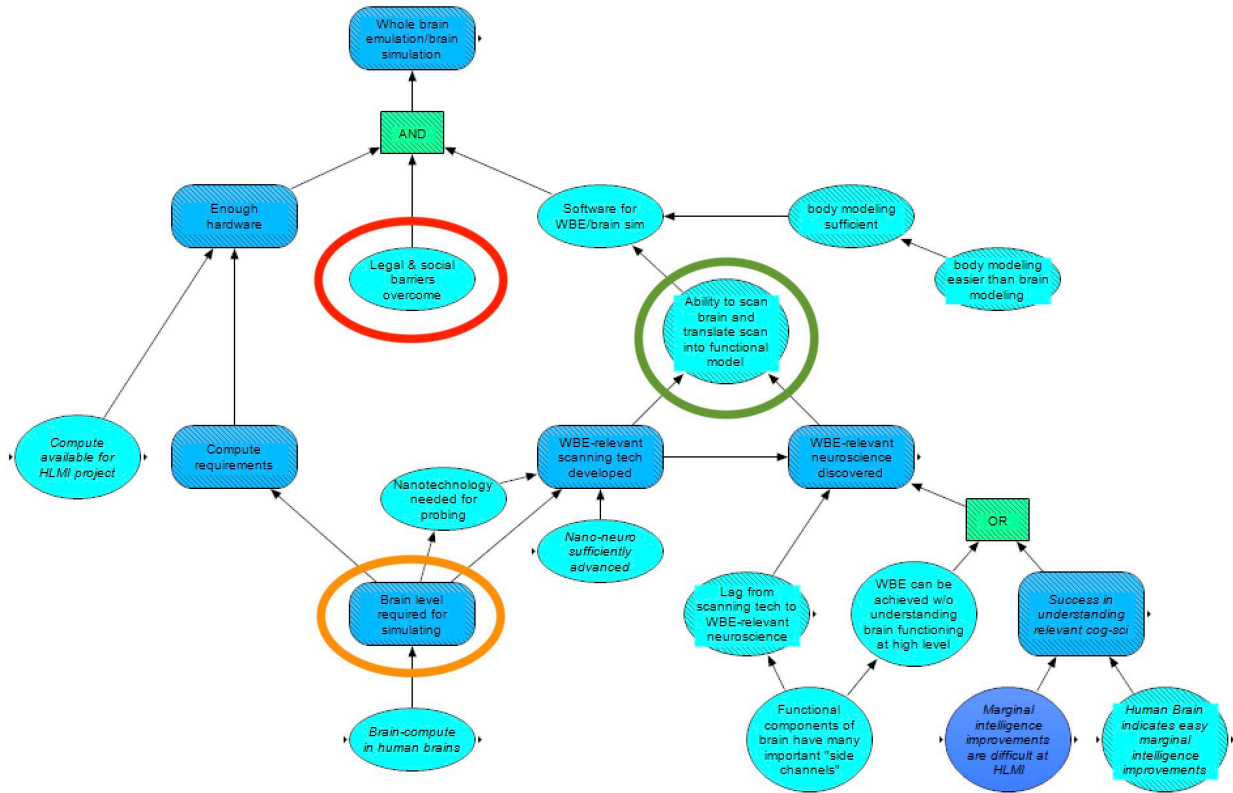 Whole brain
emulation/brain
simulation
AND
Enough
hardware
Software for
WBE/brain sim
body modeling
sufficient
Legal & social
barriers
overcome
body modeling
easier than brain
modeling
Ability to scan
brain and
translate scan
into functional
model
Compute
available for
HLMI project
Compute
requirements
WBE-relevant
scanning tech
developed
WBE-relevant
neuroscience
discovered
Nanotechnology
needed for
probing
OR
Nano-neuro
sufficiently
advanced
Brain level
required for
simulating
Lag from
scanning tech to
WBE-relevant
neuroscience
WBE can be
achieved w/o
understanding
brain functioning
at high level
Success in
understanding
relevant cog-sci
Brain-compute
in human brains
Functional
components of
brain have many
important "side
channels"
Marginal
intelligence
improvements
are difficult at
HLMI
Human Brain
indicates easy
marginal
intelligence
improvements